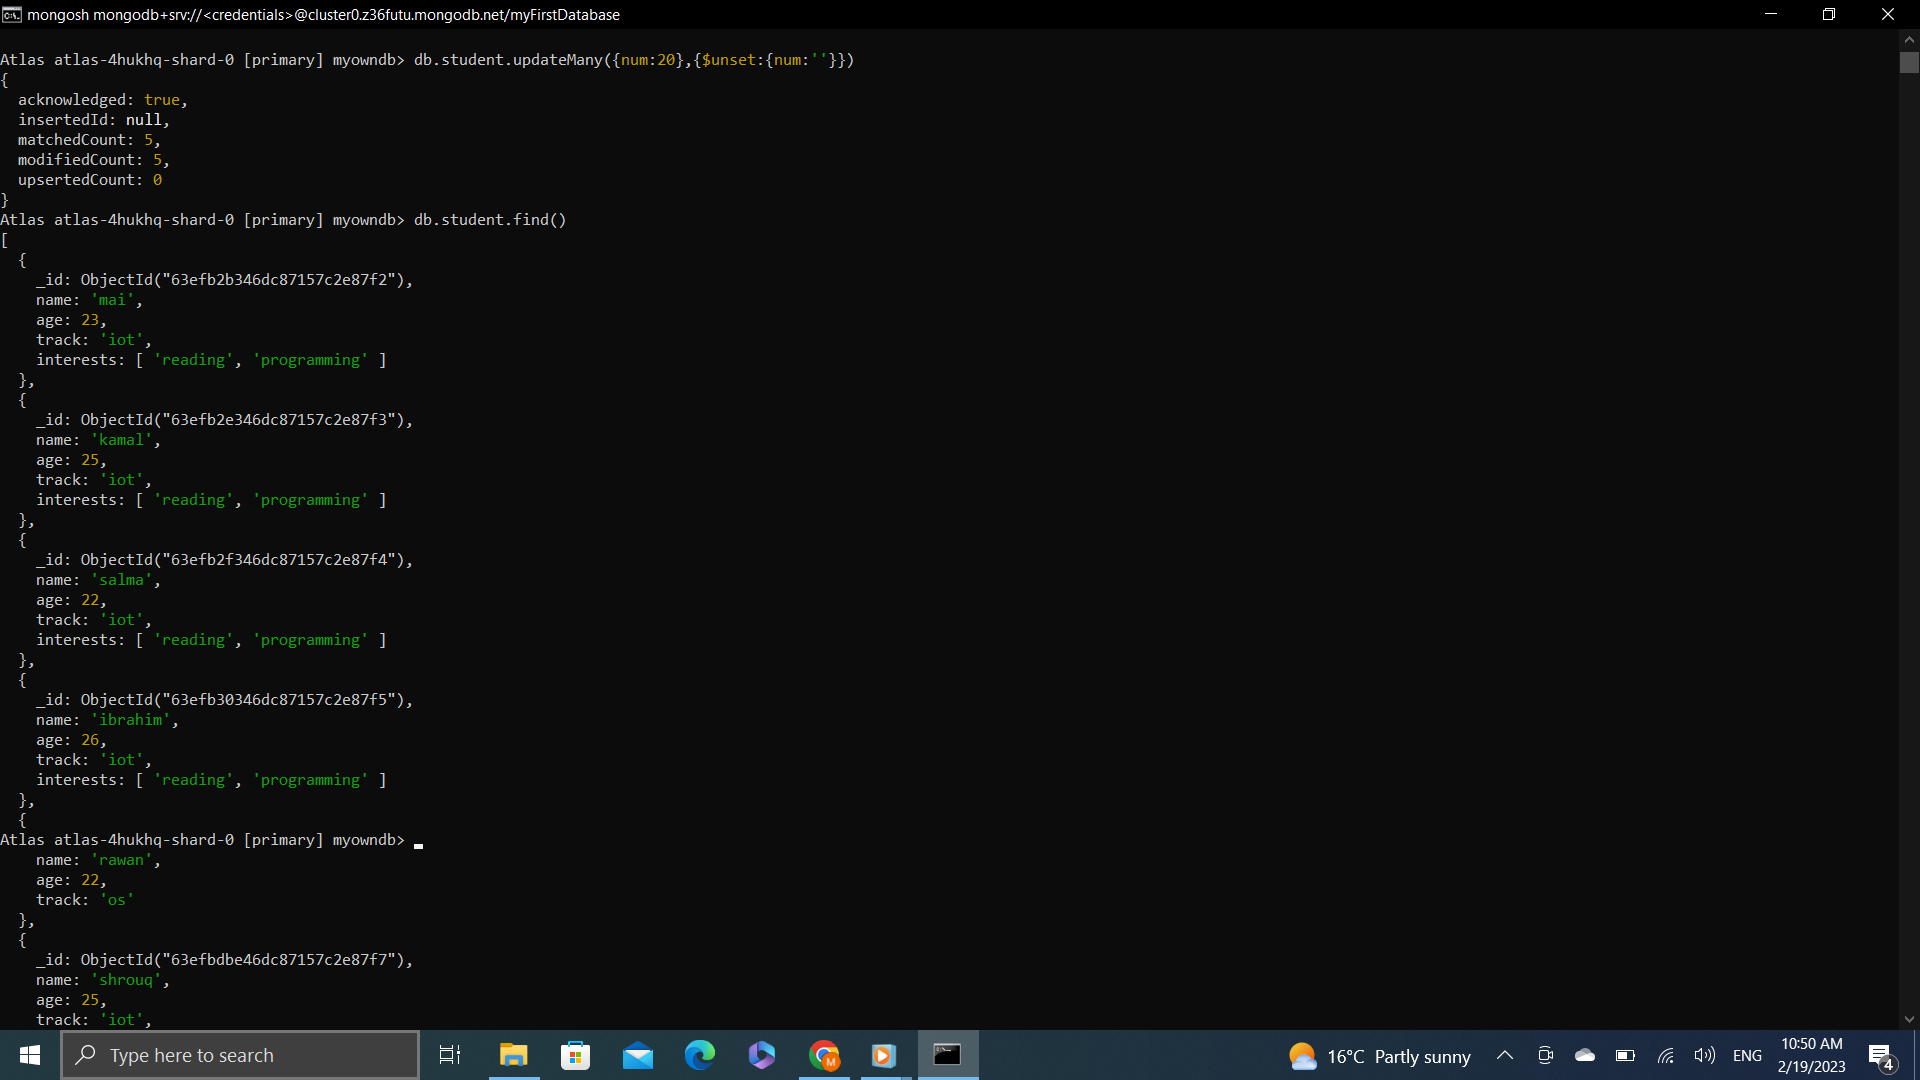 mongosh mongodb+srv://<credentials>@cluster0.z36futu.mongodb.net/myFirstDatabase
Atlas atlas-4hukhq-shard-0 [primary] myowndb> db.student.updateMany({num:20},{$unset:{num:''}})
{
  acknowledged: true,
  insertedId: null,
  matchedCount: 5,
  modifiedCount: 5,
  upsertedCount: 0
}
Atlas atlas-4hukhq-shard-0 [primary] myowndb> db.student.find()
[
  {
    _id: ObjectId("63efb2b346dc87157c2e87f2"),
    name: 'mai',
    age: 23,
    track: 'iot',
    interests: [ 'reading', 'programming' ]
  },
  {
    _id: ObjectId("63efb2e346dc87157c2e87f3"),
    name: 'kamal',
    age: 25,
    track: 'iot',
    interests: [ 'reading', 'programming' ]
  },
  {
    _id: ObjectId("63efb2f346dc87157c2e87f4"),
    name: 'salma',
    age: 22,
    track: 'iot',
    interests: [ 'reading', 'programming' ]
  },
  {
    _id: ObjectId("63efb30346dc87157c2e87f5"),
    name: 'ibrahim',
    age: 26,
    track: 'iot',
    interests: [ 'reading', 'programming' ]
  },
  {
Atlas atlas-4hukhq-shard-0 [primary] myowndb>
    name: 'rawan',
    age: 22,
    track: 'os'
  },
  {
    _id: ObjectId("63efbdbe46dc87157c2e87f7"),
    name: 'shrouq',
    age: 25,
    track: 'iot',
Type here to search
M
16°C Partly sunny
ENG
10:50 AM
2/19/2023
4